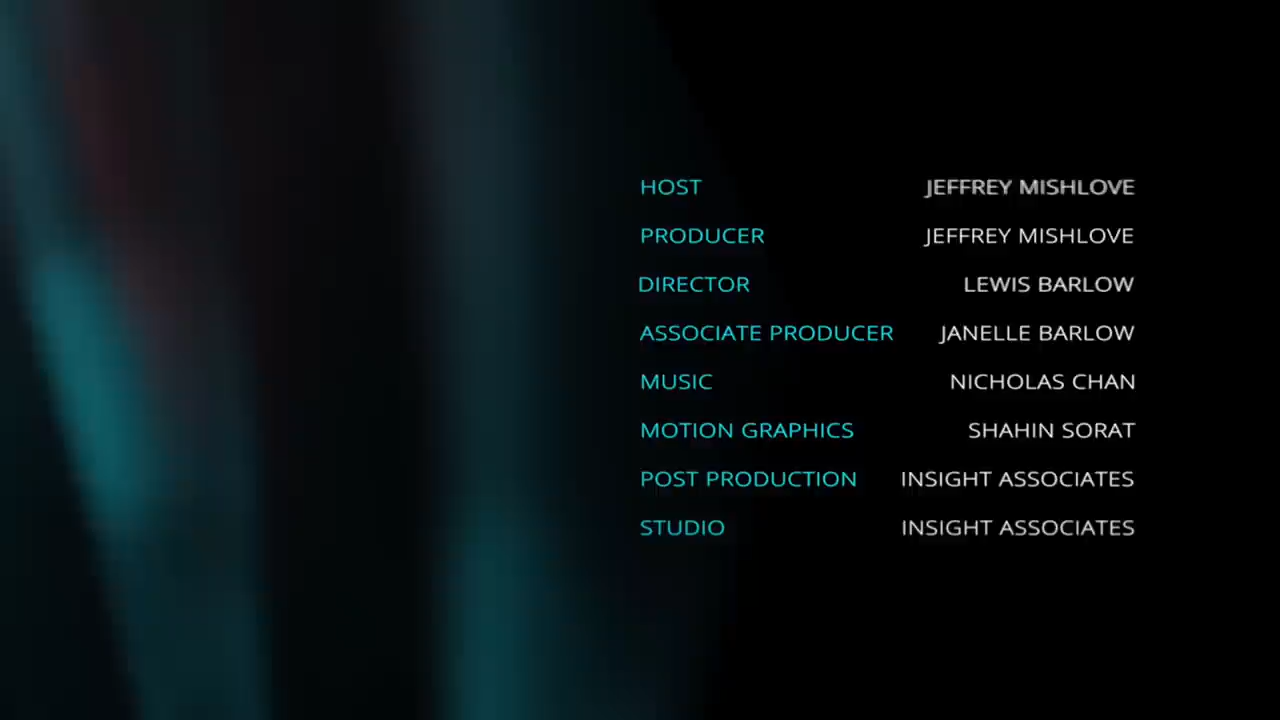 HOST JEFFREY MISHLOVE
PRODUCER JEFFREY MISHLOVE
DIRECTOR LEWIS BARLOW
ASSOCIATE PRODUCER JANELLE BARLOW
MUSIC NICHOLAS CHAN
MOTION GRAPHICS SHAHIN SORAT
POST PRODUCTION INSIGHT ASSOCIATES
STUDIO INSIGHT ASSOCIATES